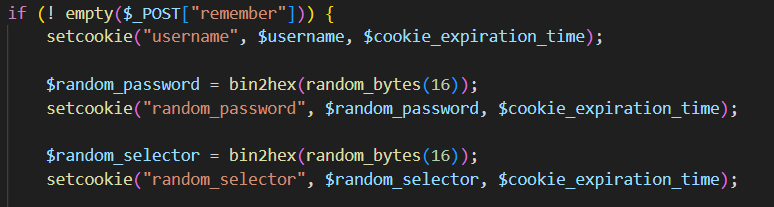 if (! empty($_POST["remember"])) {
setcookie("username", $username, $cookie_expiration_time);
$random_password = bin2hex(random_bytes(16));
setcookie("random_password", $random_password, $cookie_expiration_time);
$random_selector = bin2hex(random_bytes(16));
setcookie("random_selector", $random_selector, $cookie_expiration_time);